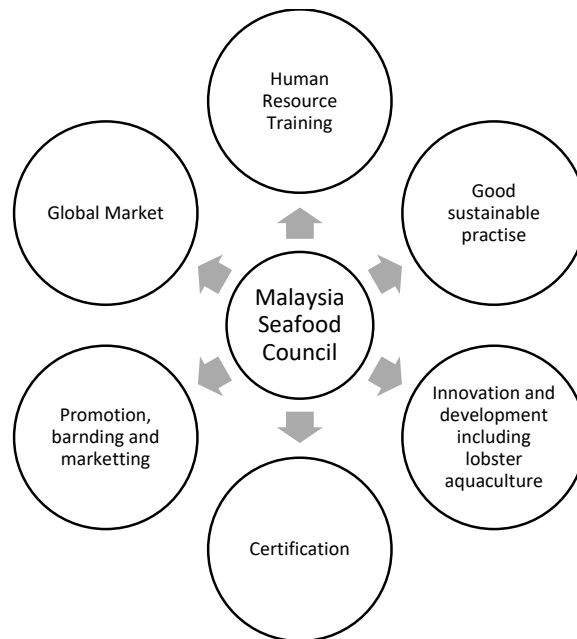 Human
Resource
Training
Global Market
Good
sustainable
practise
Malaysia
Seafood
Council
Promotion,
barnding and
marketting
Innovation and
development
including
lobster
aquaculture
Certification